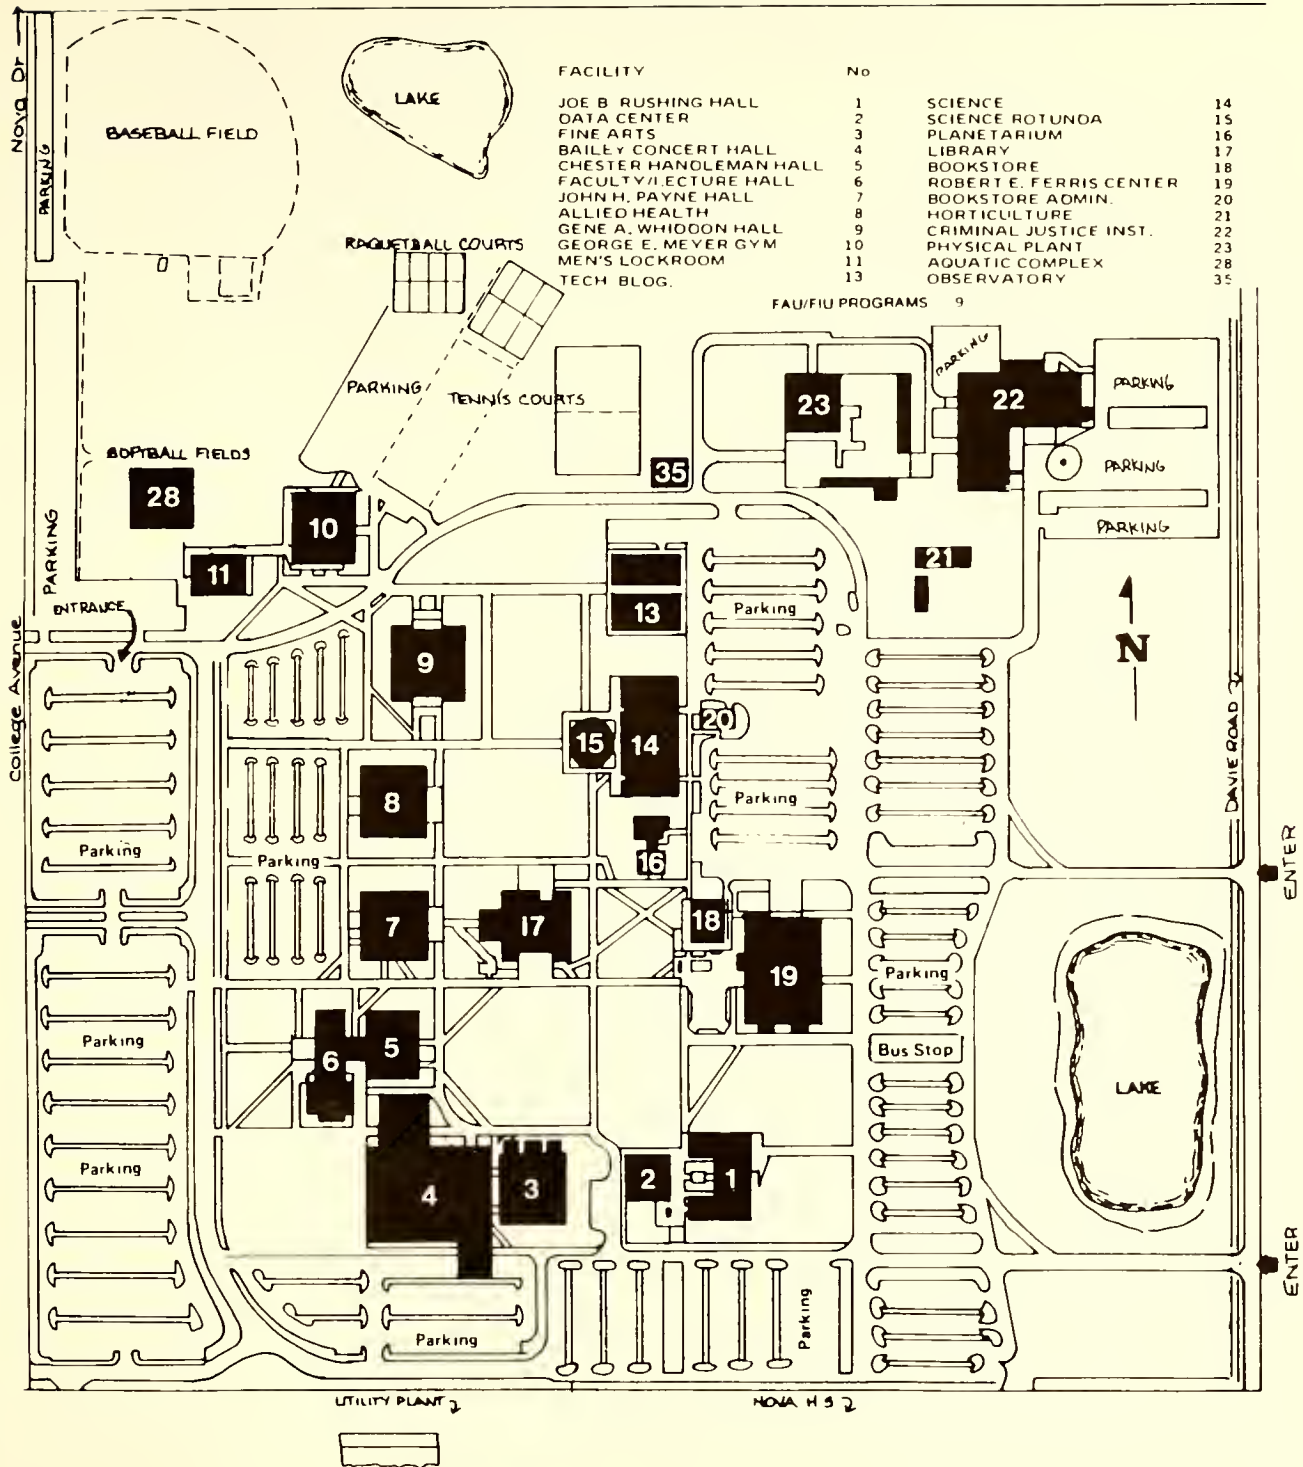 Nova Dr
PARKING
BASEBALL FIELD
LAKE
FACILITY No
JOE B RUSHING HALL 1
DATA CENTER 2
FINE ARTS 3
BAILEY CONCERT HALL 4
CHESTER HANDLEMAN HALL 5
FACULTY/LECTURE HALL 6
JOHN H. PAYNE HALL 7
ALLIED HEALTH 8
GENE A. WHIDDON HALL 9
GEORGE E. MEYER GYM 10
MEN'S LOCKROOM 11
TECH BLDG. 13
SCIENCE 14
SCIENCE ROTUNDA 15
PLANETARIUM 16
LIBRARY 17
BOOKSTORE 18
ROBERT E. FERRIS CENTER 19
BOOKSTORE ADMIN. 20
HORTICULTURE 21
CRIMINAL JUSTICE INST. 22
PHYSICAL PLANT 23
AQUATIC COMPLEX 28
OBSERVATORY 35
FAU/FIU PROGRAMS 9
RAQUETBALL COURTS
PARKING
TENNIS COURTS
PARKING
23
22
PARKING
PARKING
PARKING
SOFTBALL FIELDS
28
35
10
11
PARKING
ENTRANCE
College Avenue
21
13
Parking
N
9
20
15
14
DAVIE ROAD
8
Parking
Parking
Parking
16
ENTER
7
17
18
19
Parking
Parking
6
5
Bus Stop
LAKE
Parking
4
3
2
1
ENTER
Parking
Parking
UTILITY PLANT
NOVA H S